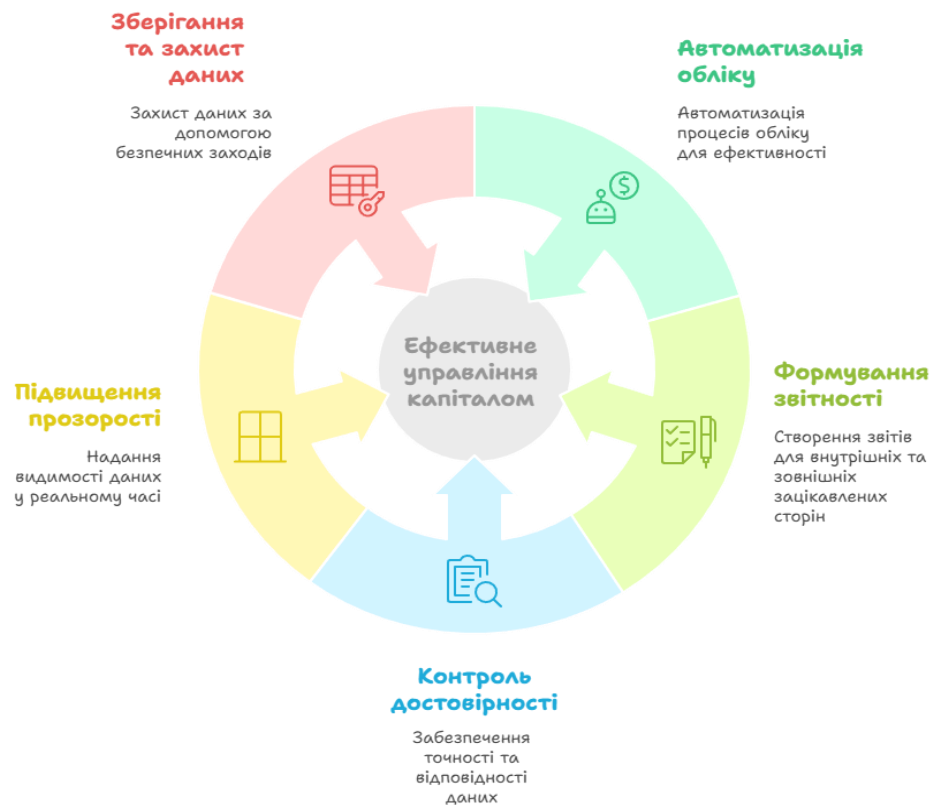 Зберігання
та захист
даних
Захист даних за
допомогою
безпечних заходів
Автоматизація
обліку
Автоматизація
процесів обліку
для ефективності
Ефективне
управління
капіталом
Підвищення
прозорості
Надання
видимості даних
у реальному часі
Формування
звітності
Створення звітів
для внутрішніх та
зовнішніх
зацікавлених
сторін
Контроль
достовірності
Забезпечення
точності та
відповідності
даних